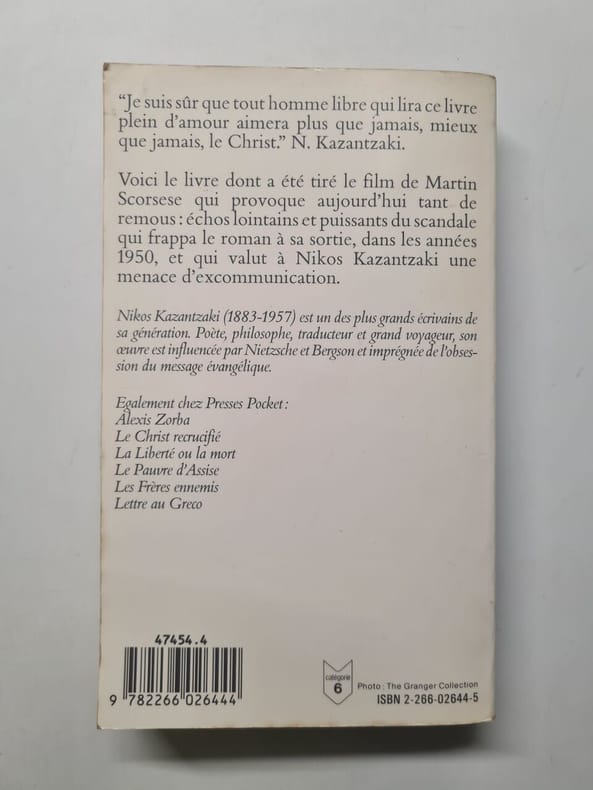 “Je suis sûr que tout homme libre qui lira ce livre
plein d’amour aimera plus que jamais, mieux
que jamais, le Christ.” N. Kazantzaki.
Voici le livre dont a été tiré le film de Martin
Scorsese qui provoque aujourd’hui tant de
remous : échos lointains et puissants du scandale
qui frappa le roman à sa sortie, dans les années
1950, et qui valut à Nikos Kazantzaki une
menace d’excommunication.
Nikos Kazantzaki (1883-1957) est un des plus grands écrivains de
sa génération. Poète, philosophe, traducteur et grand voyageur, son
œuvre est influencée par Nietzsche et Bergson et imprégnée de l’obses-
sion du message évangélique.
Egalement chez Presses Pocket :
Alexis Zorba
Le Christ recrucifié
La Liberté ou la mort
Le Pauvre d’Assise
Les Frères ennemis
Lettre au Greco
47454.4
9 782266 026444
catégorie
6
Photo : The Granger Collection
ISBN 2-266-02644-5